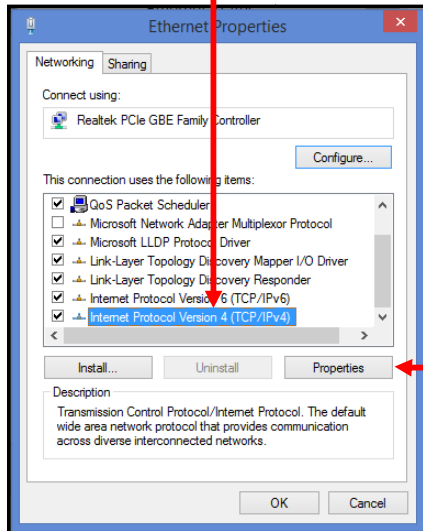 Ethernet Properties
Networking
Sharing
Connect using:
Realtek PCIe GBE Family Controller
Configure...
This connection uses the following items:
QoS Packet Scheduler
Microsoft Network Adapter Multiplexor Protocol
Microsoft LLDP Protocol Driver
Link-Layer Topology Discovery Mapper I/O Driver
Link-Layer Topology Discovery Responder
Internet Protocol Version 6 (TCP/IPv6)
Internet Protocol Version 4 (TCP/IPv4)
Install...
Uninstall
Properties
Description
Transmission Control Protocol/Internet Protocol. The default
wide area network protocol that provides communication
across diverse interconnected networks.
OK
Cancel